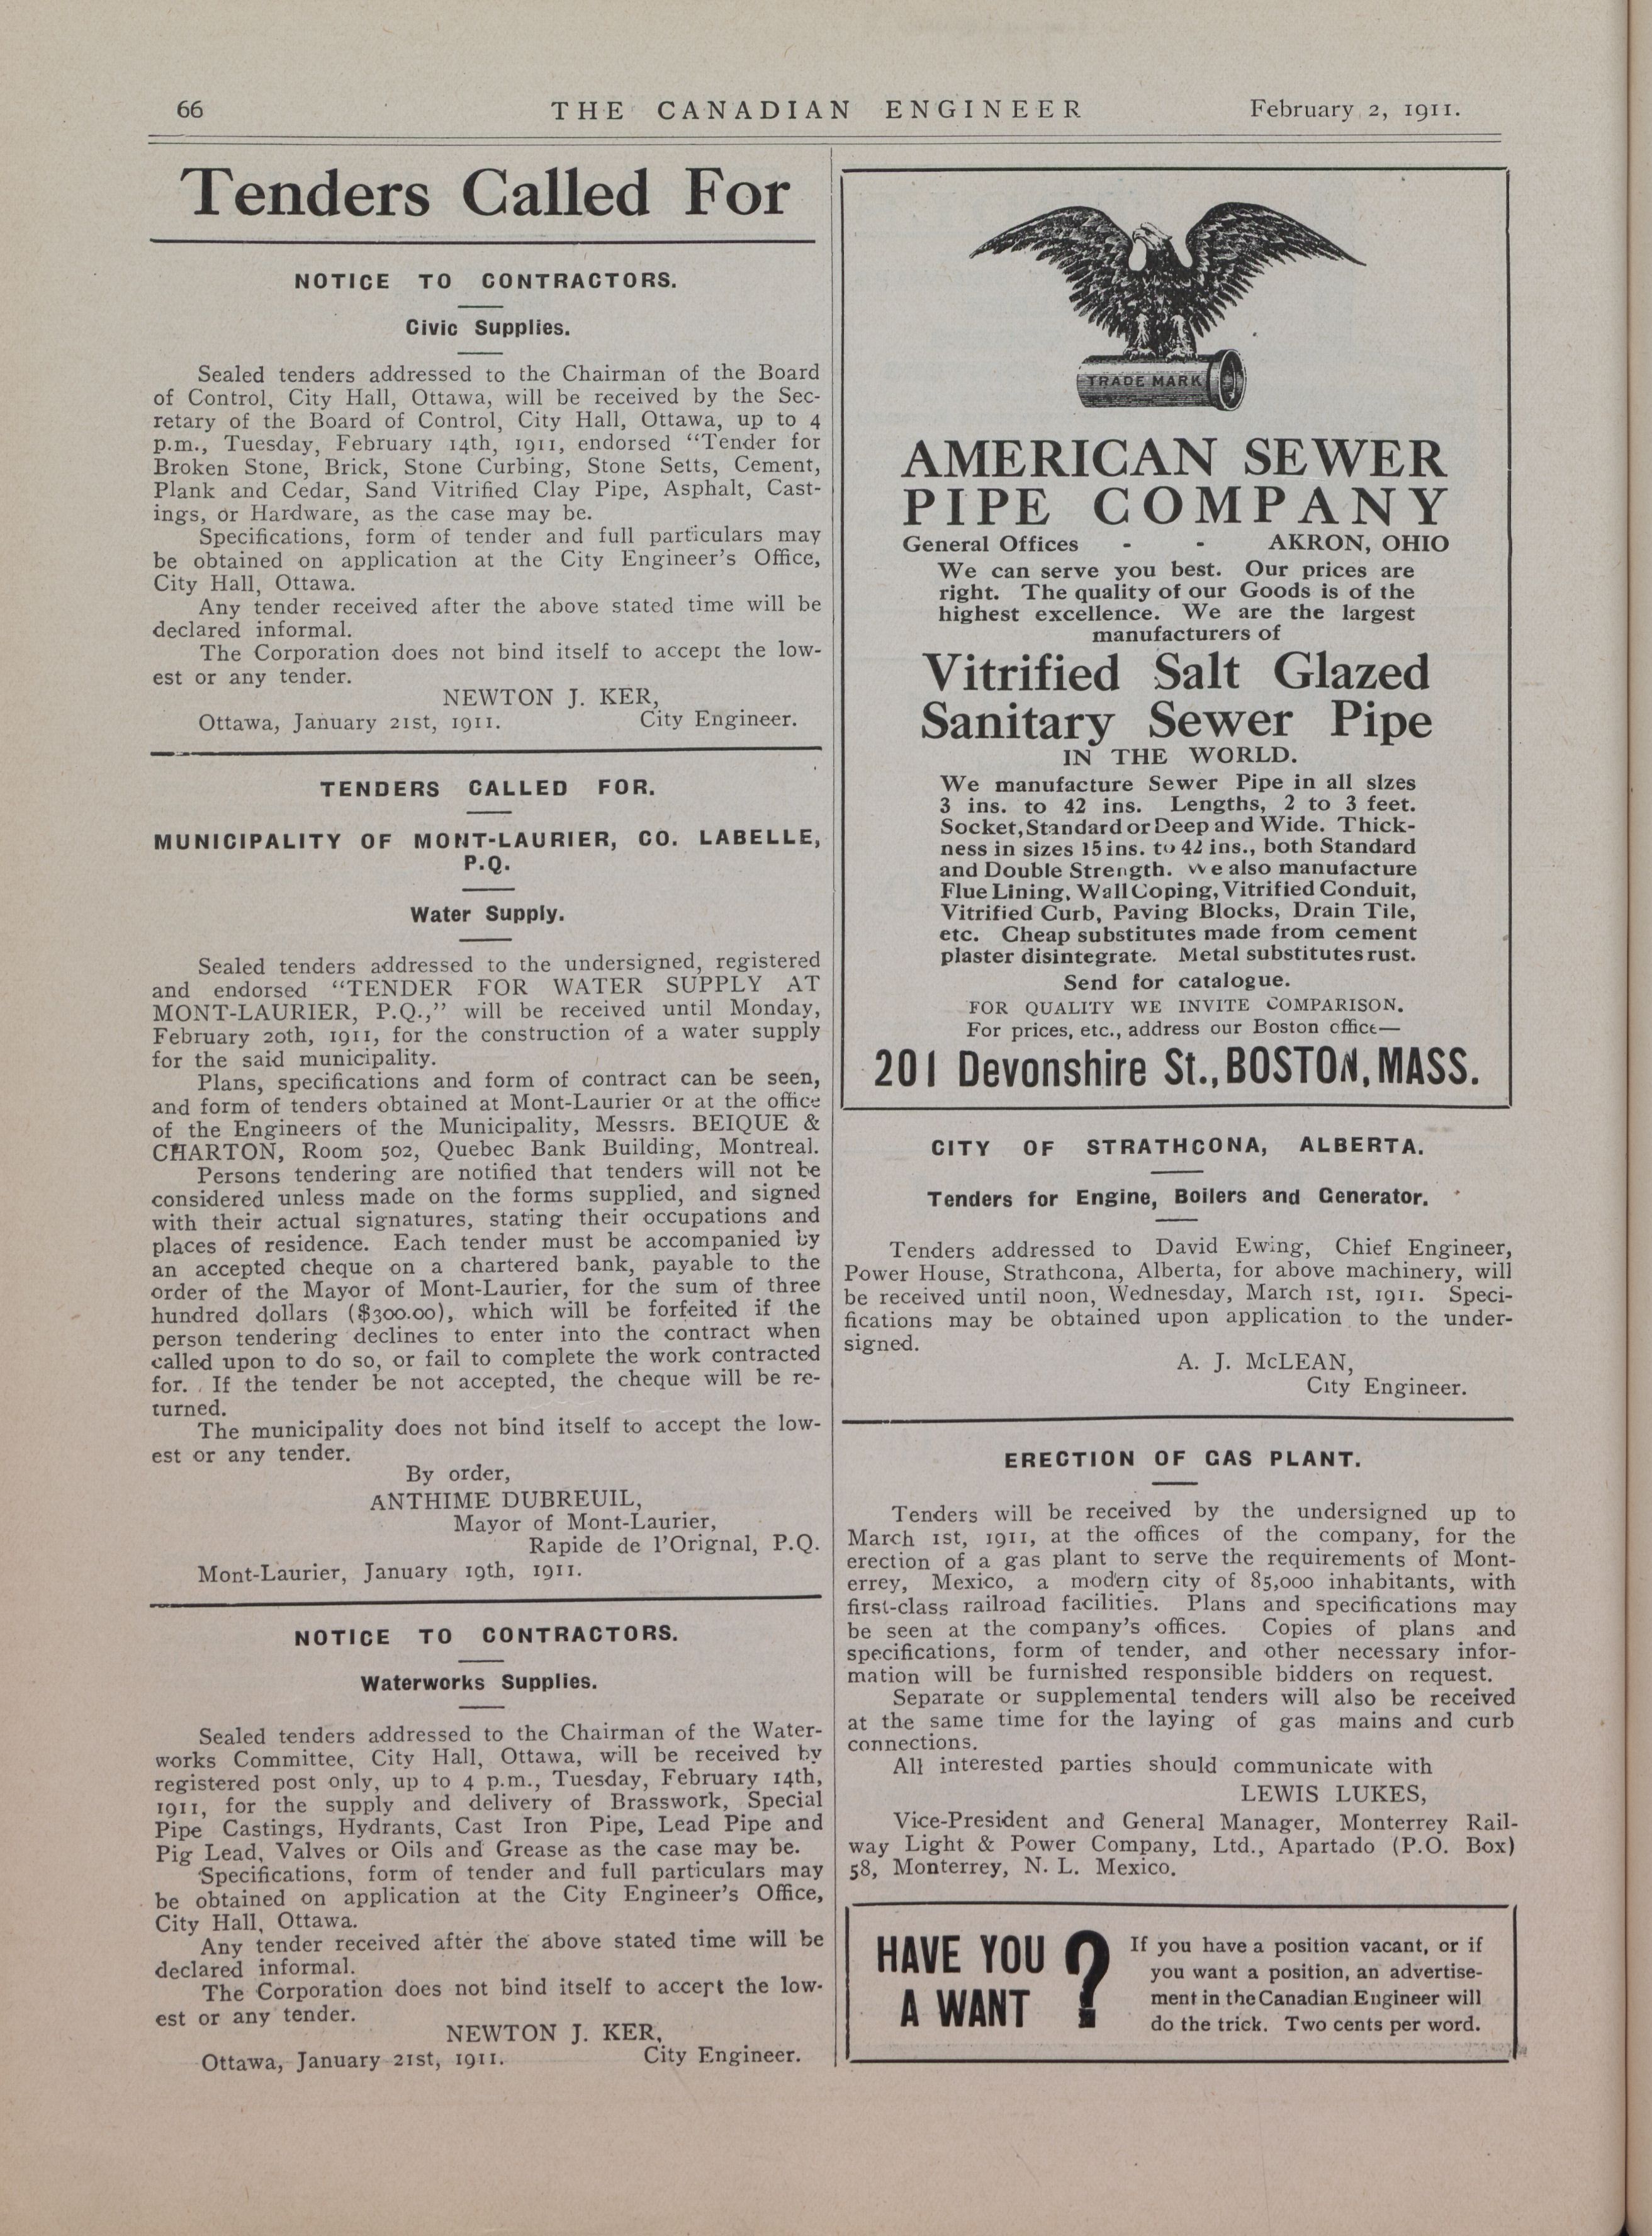 66
THE CANADIAN ENGINEER
February 2, 1911.
Tenders Called For
NOTICE TO CONTRACTORS.
Civic Supplies.
Sealed tenders addressed to the Chairman of the Board
of Control, City Hall, Ottawa, will be received by the Sec-
retary of the Board of Control, City Hall, Ottawa, up to 4
p.m., Tuesday, February 14th, 1911, endorsed "Tender for
Broken Stone, Brick, Stone Curbing, Stone Setts, Cement,
Plank and Cedar, Sand Vitrified Clay Pipe, Asphalt, Cast-
ings, or Hardware, as the case may be.
Specifications, form of tender and full particulars may
be obtained on application at the City Engineer's Office,
City Hall, Ottawa.
Any tender received after the above stated time will be
declared informal.
The Corporation does not bind itself to accept the low-
est or any tender.
NEWTON J. KER,
Ottawa, January 21st, 1911. City Engineer.
TENDERS CALLED FOR.
MUNICIPALITY OF MONT-LAURIER, CO. LABELLE,
P.Q.
Water Supply.
Sealed tenders addressed to the undersigned, registered
and endorsed "TENDER FOR WATER SUPPLY AT
MONT-LAURIER, P.Q.," will be received until Monday,
February 20th, 1911, for the construction of a water supply
for the said municipality.
Plans, specifications and form of contract can be seen,
and form of tenders obtained at Mont-Laurier or at the office
of the Engineers of the Municipality, Messrs. BEIQUE &
CHARTON, Room 502, Quebec Bank Building, Montreal.
Persons tendering are notified that tenders will not be
considered unless made on the forms supplied, and signed
with their actual signatures, stating their occupations and
places of residence. Each tender must be accompanied by
an accepted cheque on a chartered bank, payable to the
order of the Mayor of Mont-Laurier, for the sum of three
hundred dollars ($300.00), which will be forfeited if the
person tendering declines to enter into the contract when
called upon to do so, or fail to complete the work contracted
for. If the tender be not accepted, the cheque will be re-
turned.
The municipality does not bind itself to accept the low-
est or any tender.
By order,
ANTHIME DUBREUIL,
Mayor of Mont-Laurier,
Rapide de l'Orignal, P.Q.
Mont-Laurier, January 19th, 1911.
NOTICE TO CONTRACTORS.
Waterworks Supplies.
Sealed tenders addressed to the Chairman of the Water-
works Committee, City Hall, Ottawa, will be received by
registered post only, up to 4 p.m., Tuesday, February 14th,
1911, for the supply and delivery of Brasswork, Special
Pipe Castings, Hydrants, Cast Iron Pipe, Lead Pipe and
Pig Lead, Valves or Oils and Grease as the case may be.
Specifications, form of tender and full particulars may
be obtained on application at the City Engineer's Office,
City Hall, Ottawa.
Any tender received after the above stated time will be
declared informal.
The Corporation does not bind itself to accept the low-
est or any tender.
NEWTON J. KER,
Ottawa, January 21st, 1911. City Engineer.
TRADE MARK
AMERICAN SEWER
PIPE COMPANY
General Offices - - AKRON, OHIO
We can serve you best. Our prices are
right. The quality of our Goods is of the
highest excellence. We are the largest
manufacturers of
Vitrified Salt Glazed
Sanitary Sewer Pipe
IN THE WORLD.
We manufacture Sewer Pipe in all sizes
3 ins. to 42 ins. Lengths, 2 to 3 feet.
Socket, Standard or Deep and Wide. Thick-
ness in sizes 15 ins. to 42 ins., both Standard
and Double Strength. We also manufacture
Flue Lining, Wall Coping, Vitrified Conduit,
Vitrified Curb, Paving Blocks, Drain Tile,
etc. Cheap substitutes made from cement
plaster disintegrate. Metal substitutes rust.
Send for catalogue.
FOR QUALITY WE INVITE COMPARISON.
For prices, etc., address our Boston office—
201 Devonshire St., BOSTON, MASS.
CITY OF STRATHCONA, ALBERTA.
Tenders for Engine, Boilers and Generator.
Tenders addressed to David Ewing, Chief Engineer,
Power House, Strathcona, Alberta, for above machinery, will
be received until noon, Wednesday, March 1st, 1911. Speci-
fications may be obtained upon application to the under-
signed.
A. J. McLEAN,
City Engineer.
ERECTION OF GAS PLANT.
Tenders will be received by the undersigned up to
March 1st, 1911, at the offices of the company, for the
erection of a gas plant to serve the requirements of Mont-
errey, Mexico, a modern city of 85,000 inhabitants, with
first-class railroad facilities. Plans and specifications may
be seen at the company's offices. Copies of plans and
specifications, form of tender, and other necessary infor-
mation will be furnished responsible bidders on request.
Separate or supplemental tenders will also be received
at the same time for the laying of gas mains and curb
connections.
All interested parties should communicate with
LEWIS LUKES,
Vice-President and General Manager, Monterrey Rail-
way Light & Power Company, Ltd., Apartado (P.O. Box)
58, Monterrey, N. L. Mexico.
HAVE YOU
A WANT ?
If you have a position vacant, or if
you want a position, an advertise-
ment in the Canadian Engineer will
do the trick. Two cents per word.